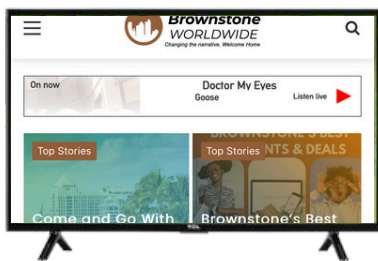 Brownstone
WORLDWIDE
Changing the narrative, Welcome Home
On now
Doctor My Eyes
Goose
Listen live
Top Stories
Come and Go With
Top Stories
BROWNSTONE'S BEST
NTS & DEALS
Brownstone's Best
TCL